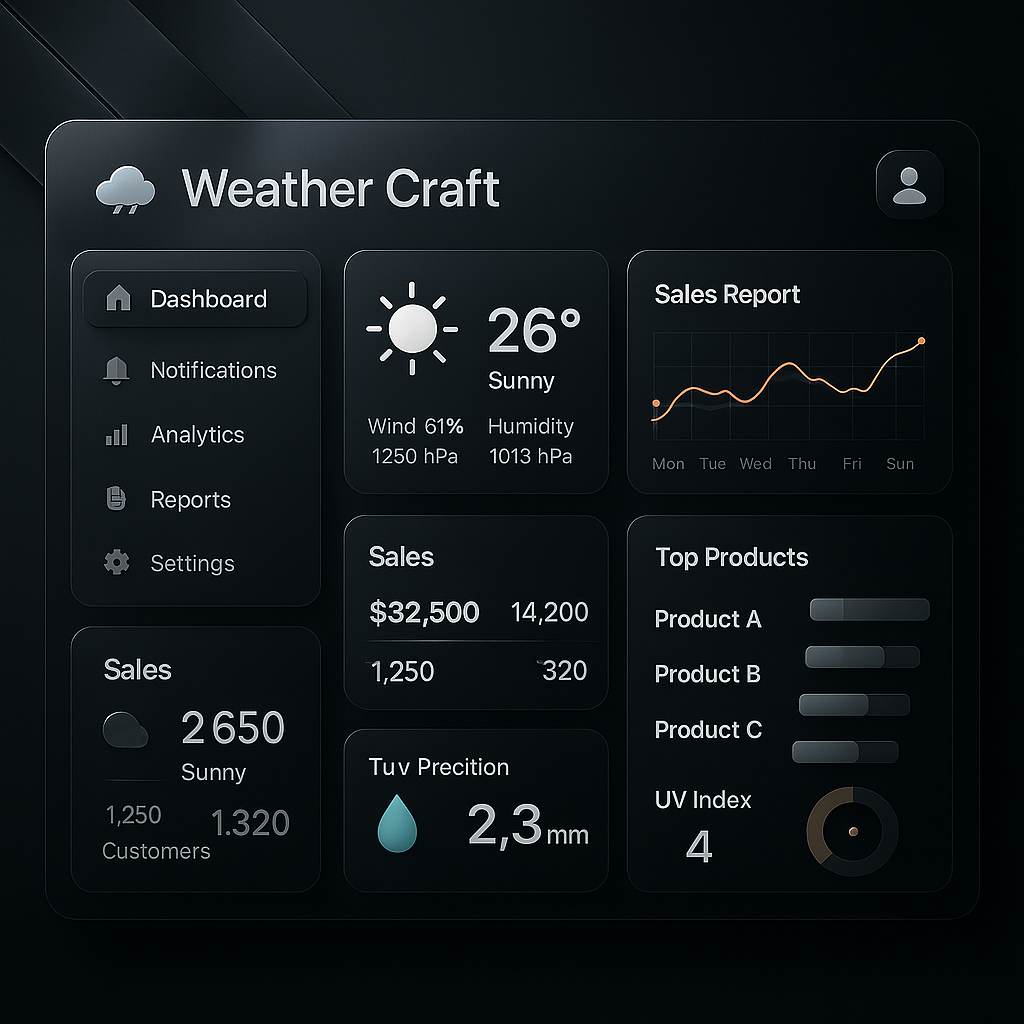 Weather Craft
Dashboard
Notifications
Analytics
Reports
Settings
26°
Sunny
Wind 61% Humidity
1250 hPa 1013 hPa
Sales Report
Mon Tue Wed Thu Fri Sun
Sales
$32,500 14,200
1,250 320
Top Products
Product A
Product B
Product C
UV Index
4
Sales
2 650
Sunny
1,250 1.320
Customers
Tuv Precition
2,3 mm